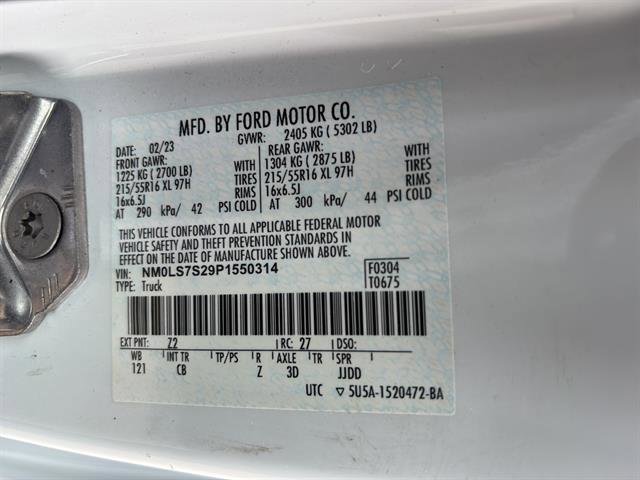 MFD. BY FORD MOTOR CO.
DATE: 02/23 GVWR: 2405 KG ( 5302 LB)
FRONT GAWR: WITH REAR GAWR: WITH
1225 KG ( 2700 LB) TIRES 1304 KG ( 2875 LB) TIRES
215/55R16 XL 97H RIMS 215/55R16 XL 97H RIMS
16x6.5J 16x6.5J
AT 290 kPa/ 42 PSI COLD AT 300 kPa/ 44 PSI COLD
THIS VEHICLE CONFORMS TO ALL APPLICABLE FEDERAL MOTOR
VEHICLE SAFETY AND THEFT PREVENTION STANDARDS IN
EFFECT ON THE DATE OF MANUFACTURE SHOWN ABOVE.
VIN: NM0LS7S29P1550314 F0304
TYPE: Truck T0675
EXT PNT: Z2 RC: 27 DSO:
WB INT TR TP/PS R AXLE TR SPR
121 CB Z 3D JJDD
UTC ▽ 5U5A-1520472-BA